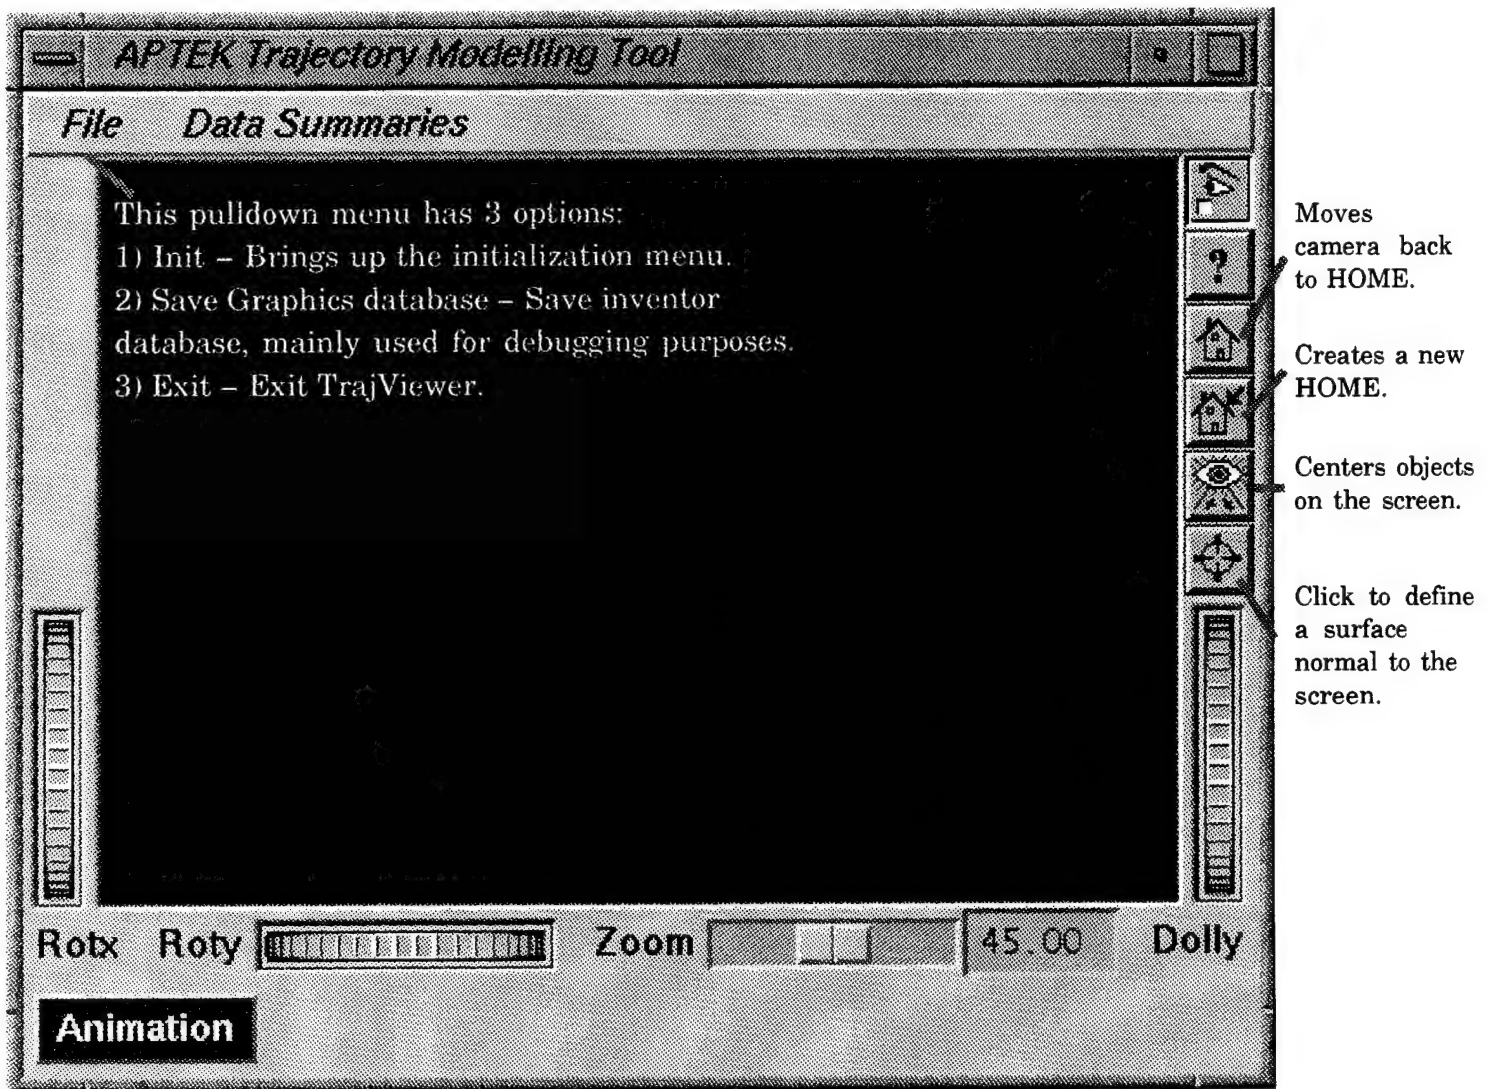 APTEK Trajectory Modelling Tool
File Data Summaries
This pulldown menu has 3 options:
1) Init – Brings up the initialization menu.
2) Save Graphics database – Save inventor
database, mainly used for debugging purposes.
3) Exit – Exit TrajViewer.
?
Moves
camera back
to HOME.
Creates a new
HOME.
Centers objects
on the screen.
Click to define
a surface
normal to the
screen.
Rotx Roty Zoom 45.00 Dolly
Animation